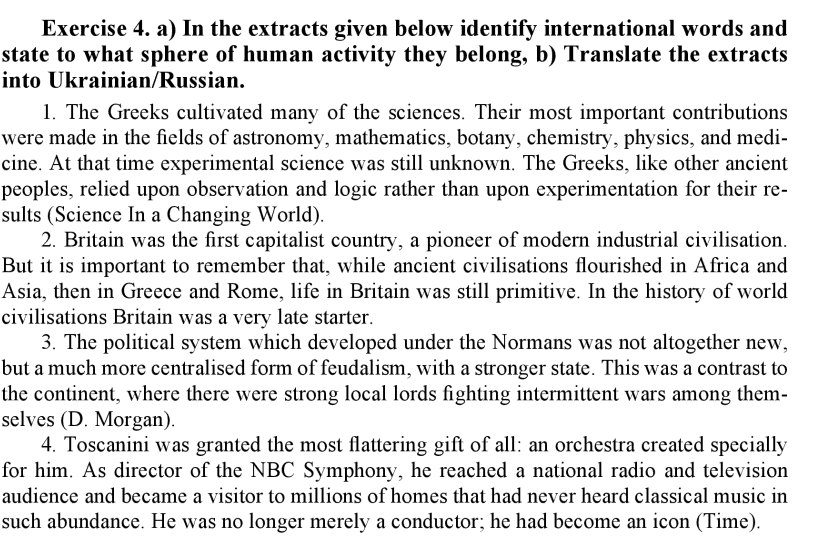 Exercise 4. a) In the extracts given below identify international words and
state to what sphere of human activity they belong, b) Translate the extracts
into Ukrainian/Russian.
1. The Greeks cultivated many of the sciences. Their most important contributions
were made in the fields of astronomy, mathematics, botany, chemistry, physics, and medi-
cine. At that time experimental science was still unknown. The Greeks, like other ancient
peoples, relied upon observation and logic rather than upon experimentation for their re-
sults (Science In a Changing World).
2. Britain was the first capitalist country, a pioneer of modern industrial civilisation.
But it is important to remember that, while ancient civilisations flourished in Africa and
Asia, then in Greece and Rome, life in Britain was still primitive. In the history of world
civilisations Britain was a very late starter.
3. The political system which developed under the Normans was not altogether new,
but a much more centralised form of feudalism, with a stronger state. This was a contrast to
the continent, where there were strong local lords fighting intermittent wars among them-
selves (D. Morgan).
4. Toscanini was granted the most flattering gift of all: an orchestra created specially
for him. As director of the NBC Symphony, he reached a national radio and television
audience and became a visitor to millions of homes that had never heard classical music in
such abundance. He was no longer merely a conductor; he had become an icon (Time).